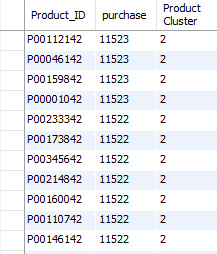 Product_ID purchase Product
Cluster
P00112142 11523 2
P00046142 11523 2
P00159842 11523 2
P00001042 11523 2
P00233342 11522 2
P00173842 11522 2
P00345642 11522 2
P00214842 11522 2
P00160042 11522 2
P00110742 11522 2
P00146142 11522 2